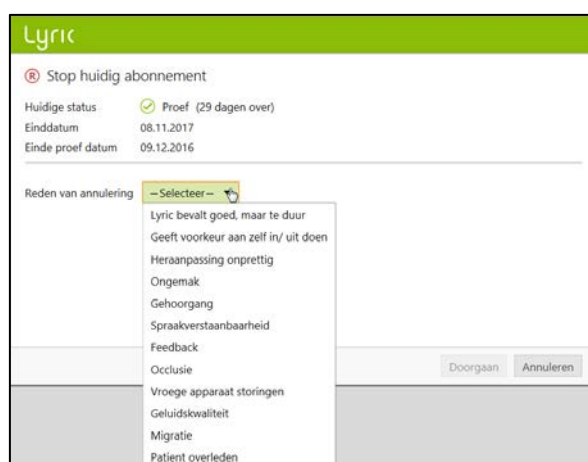 Lyric
® Stop huidig abonnement
Huidige status Proef (29 dagen over)
Einddatum 08.11.2017
Einde proef datum 09.12.2016
Reden van annulering --Selecteer--
Lyric bevalt goed, maar te duur
Geeft voorkeur aan zelf in/ uit doen
Heraanpassing onprettig
Ongemak
Gehoorgang
Spraakverstaanbaarheid
Feedback
Occlusie
Vroege apparaat storingen
Geluidskwaliteit
Migratie
Patient overleden
Doorgaan Annuleren